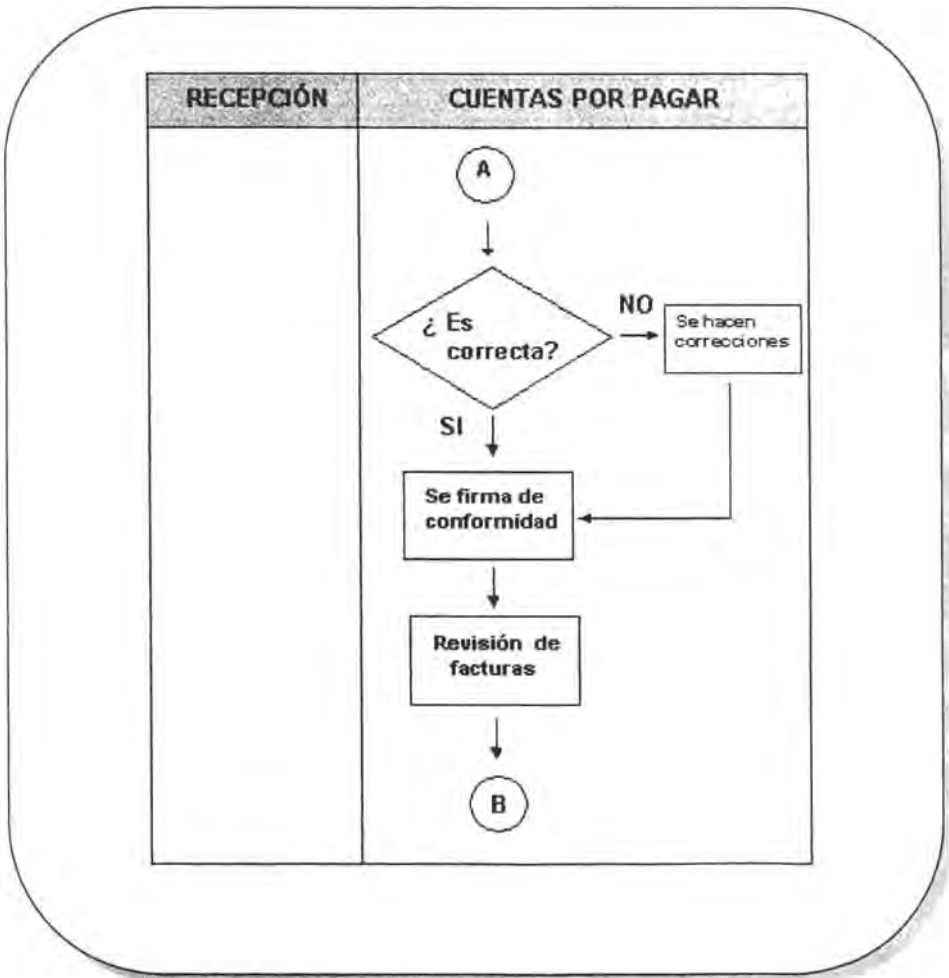 RECEPCIÓN
CUENTAS POR PAGAR
A
¿ Es
correcta?
NO
Se hacen
correcciones
SI
Se firma de
conformidad
Revisión de
facturas
B